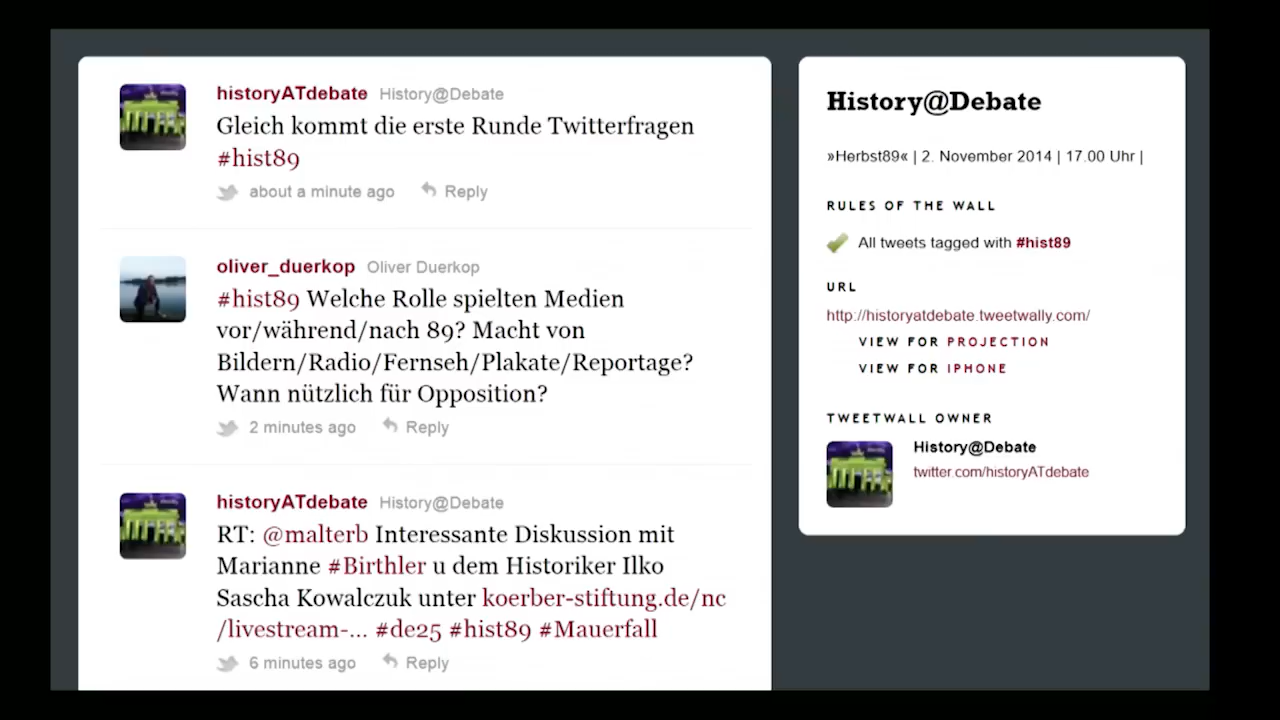 historyATdebate History@Debate
Gleich kommt die erste Runde Twitterfragen
#hist89
about a minute ago Reply
oliver_duerkop Oliver Duerkop
#hist89 Welche Rolle spielten Medien
vor/während/nach 89? Macht von
Bildern/Radio/Fernseh/Plakate/Reportage?
Wann nützlich für Opposition?
2 minutes ago Reply
historyATdebate History@Debate
RT: @malterb Interessante Diskussion mit
Marianne #Birthler u dem Historiker Ilko
Sascha Kowalczuk unter koerber-stiftung.de/nc
/livestream-... #de25 #hist89 #Mauerfall
6 minutes ago Reply
History@Debate
»Herbst89« | 2. November 2014 | 17.00 Uhr |
RULES OF THE WALL
All tweets tagged with #hist89
URL
http://historyatdebate.tweetwally.com/
VIEW FOR PROJECTION
VIEW FOR IPHONE
TWEETWALL OWNER
History@Debate
twitter.com/historyATdebate